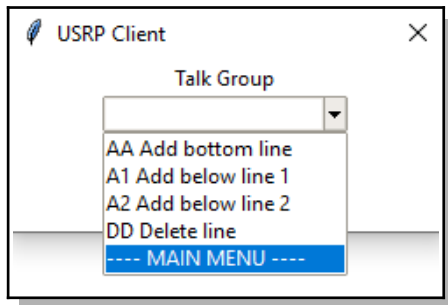 USRP Client
Talk Group
AA Add bottom line
A1 Add below line 1
A2 Add below line 2
DD Delete line
---- MAIN MENU ----